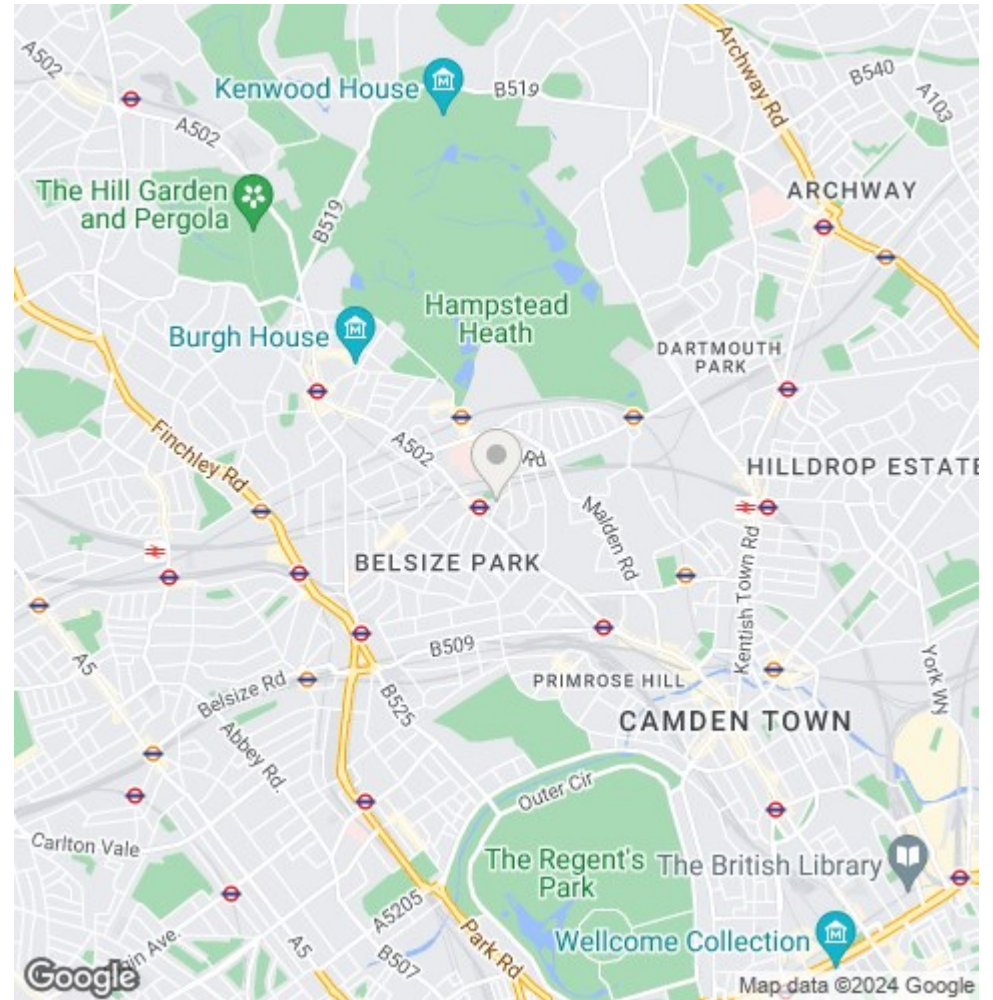 A502
Kenwood House
B519
Archway Rd
B540
A103
A502
The Hill Garden
and Pergola
B519
ARCHWAY
Hampstead
Heath
Burgh House
DARTMOUTH
PARK
Finchley Rd
A502
Rd
HILLDROP ESTATE
Malden Rd
BELSIZE PARK
Kentish Town Rd
B509
A5
Belsize Rd
B525
PRIMROSE HILL
York Wy
CAMDEN TOWN
Abbey Rd.
Outer Cir
Carlton Vale
The Regent's
Park
The British Library
A5205
Park Rd
Wellcome Collection
Ave.
A5
B507
Google
Map data ©2024 Google